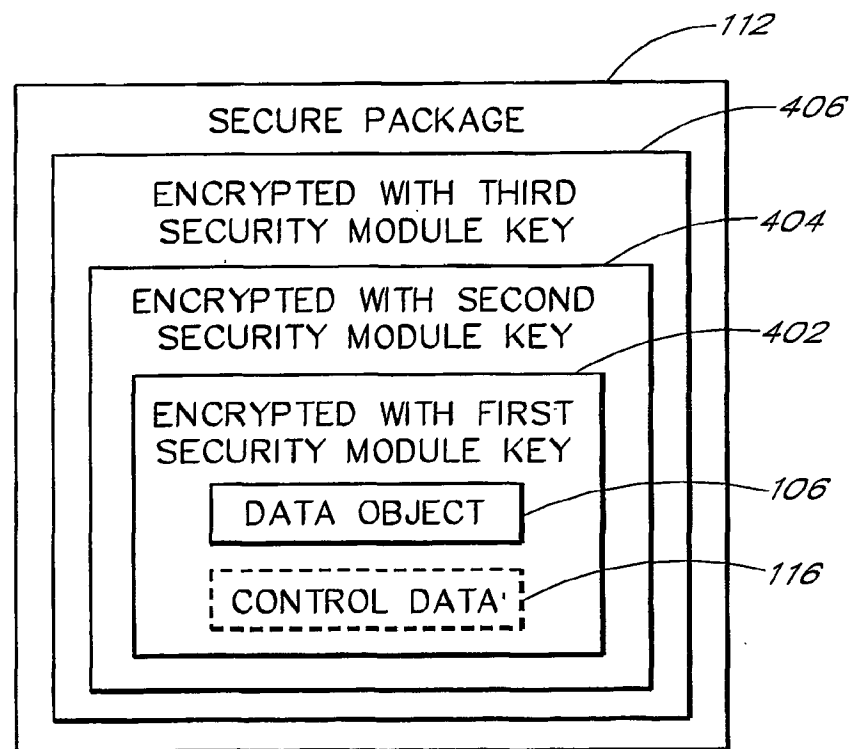 112
SECURE PACKAGE
406
ENCRYPTED WITH THIRD
SECURITY MODULE KEY
404
ENCRYPTED WITH SECOND
SECURITY MODULE KEY
402
ENCRYPTED WITH FIRST
SECURITY MODULE KEY
DATA OBJECT
106
CONTROL DATA
116